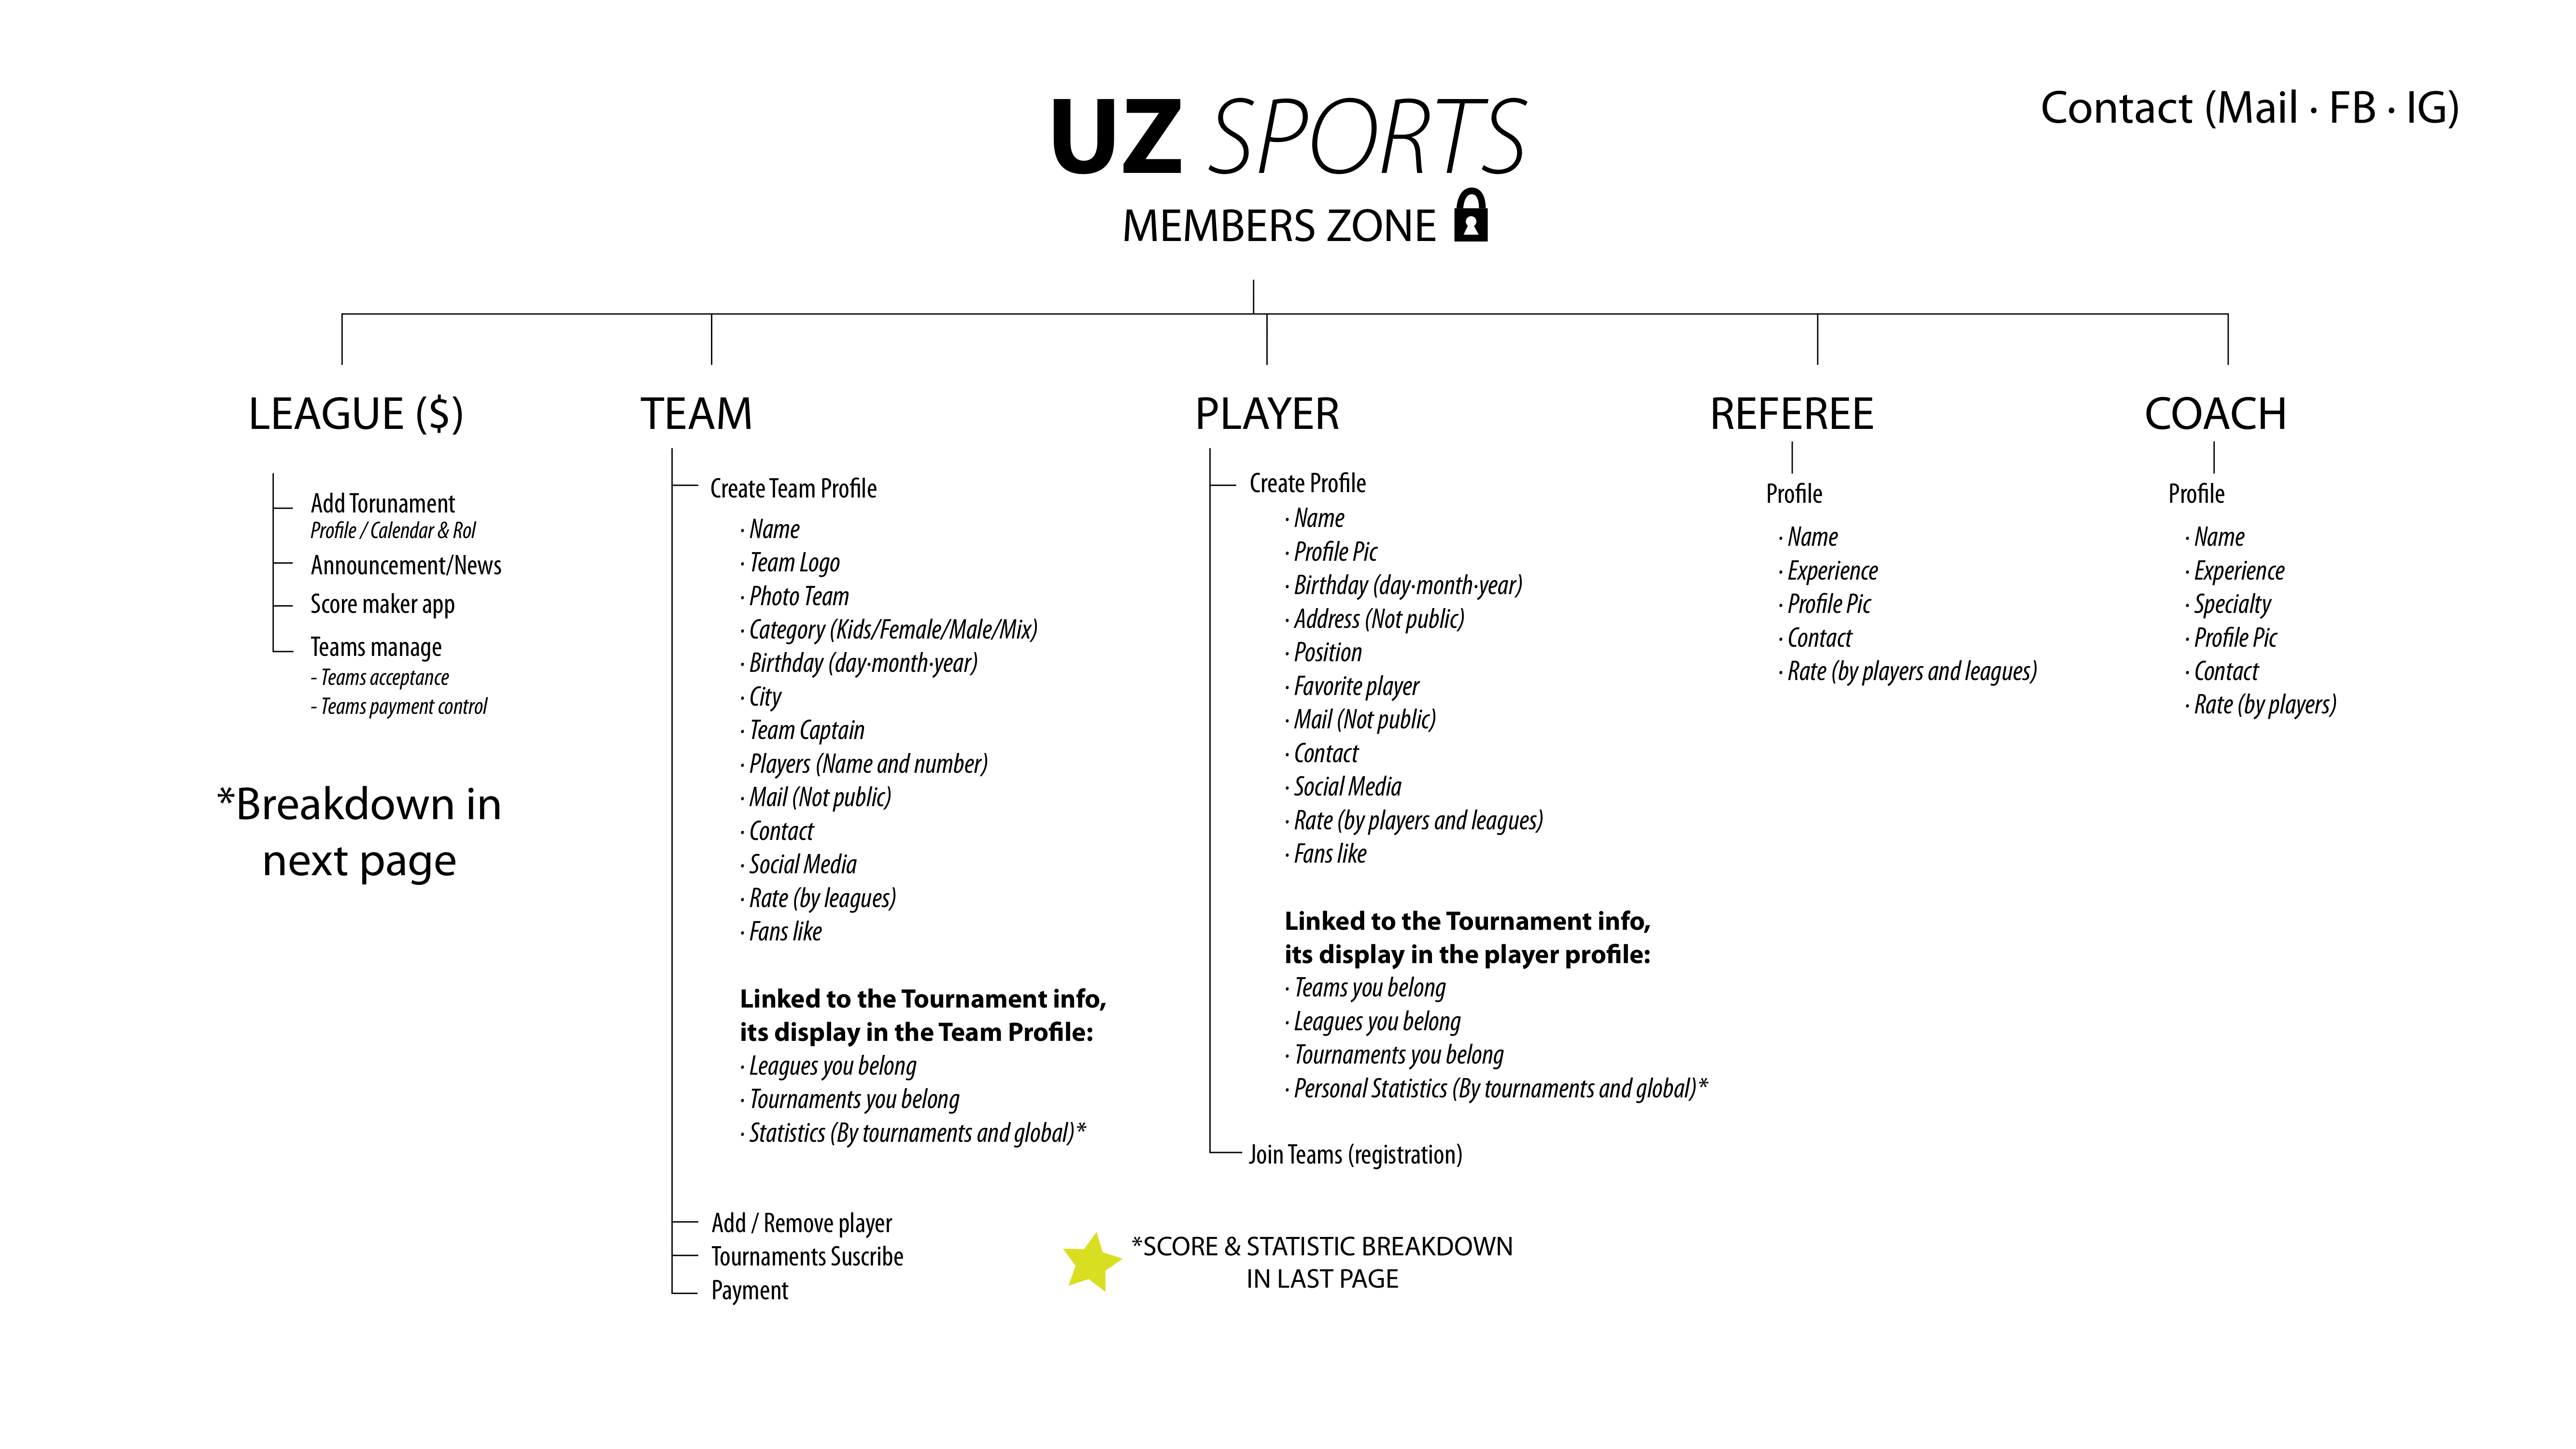 UZ SPORTS
Contact (Mail · FB · IG)
MEMBERS ZONE
LEAGUE ($)
Add Torunament
Profile / Calendar & Rol
Announcement/News
Score maker app
Teams manage
- Teams acceptance
- Teams payment control
*Breakdown in
next page
TEAM
Create Team Profile
· Name
· Team Logo
· Photo Team
· Category (Kids/Female/Male/Mix)
· Birthday (day·month·year)
· City
· Team Captain
· Players (Name and number)
· Mail (Not public)
· Contact
· Social Media
· Rate (by leagues)
· Fans like
Linked to the Tournament info,
its display in the Team Profile:
· Leagues you belong
· Tournaments you belong
· Statistics (By tournaments and global)*
Add / Remove player
Tournaments Suscribe
Payment
PLAYER
Create Profile
· Name
· Profile Pic
· Birthday (day·month·year)
· Address (Not public)
· Position
· Favorite player
· Mail (Not public)
· Contact
· Social Media
· Rate (by players and leagues)
· Fans like
Linked to the Tournament info,
its display in the player profile:
· Teams you belong
· Leagues you belong
· Tournaments you belong
· Personal Statistics (By tournaments and global)*
Join Teams (registration)
*SCORE & STATISTIC BREAKDOWN
IN LAST PAGE
REFEREE
Profile
· Name
· Experience
· Profile Pic
· Contact
· Rate (by players and leagues)
COACH
Profile
· Name
· Experience
· Specialty
· Profile Pic
· Contact
· Rate (by players)